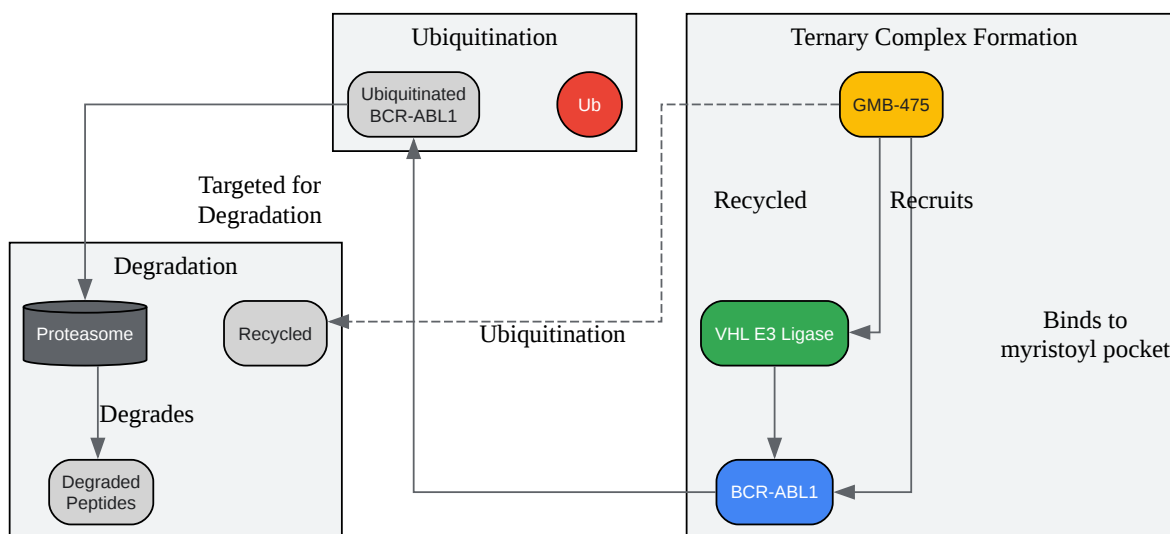 Ubiquitination
Ternary Complex Formation
Ubiquitinated
BCR-ABL1
Ub
GMB-475
Targeted for
Degradation
Recycled
Recruits
Degradation
Proteasome
Recycled
Ubiquitination
VHL E3 Ligase
Binds to
myristoyl pocket
Degrades
Degraded
Peptides
BCR-ABL1